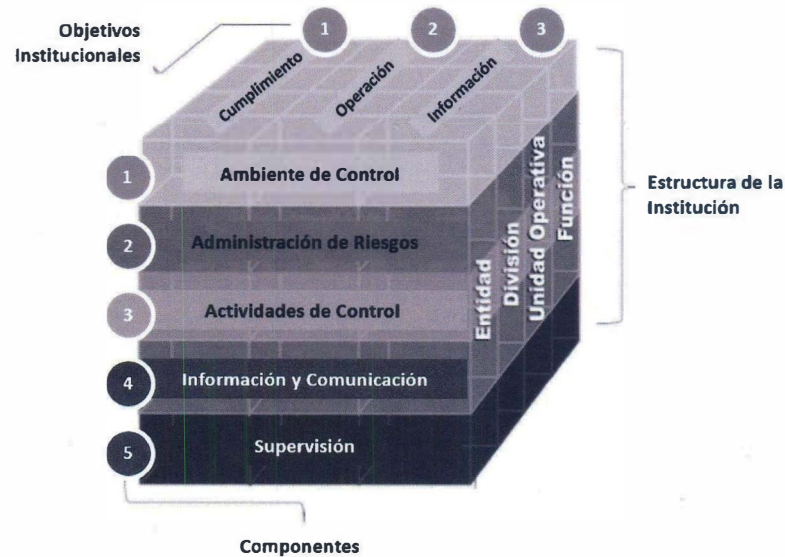 Objetivos
Institucionales
1
2
3
Cumplimiento
Operación
Información
1
Ambiente de Control
2
Administración de Riesgos
3
Actividades de Control
4
Información y Comunicación
5
Supervisión
Entidad
División
Unidad Operativa
Función
Estructura de la
Institución
Componentes